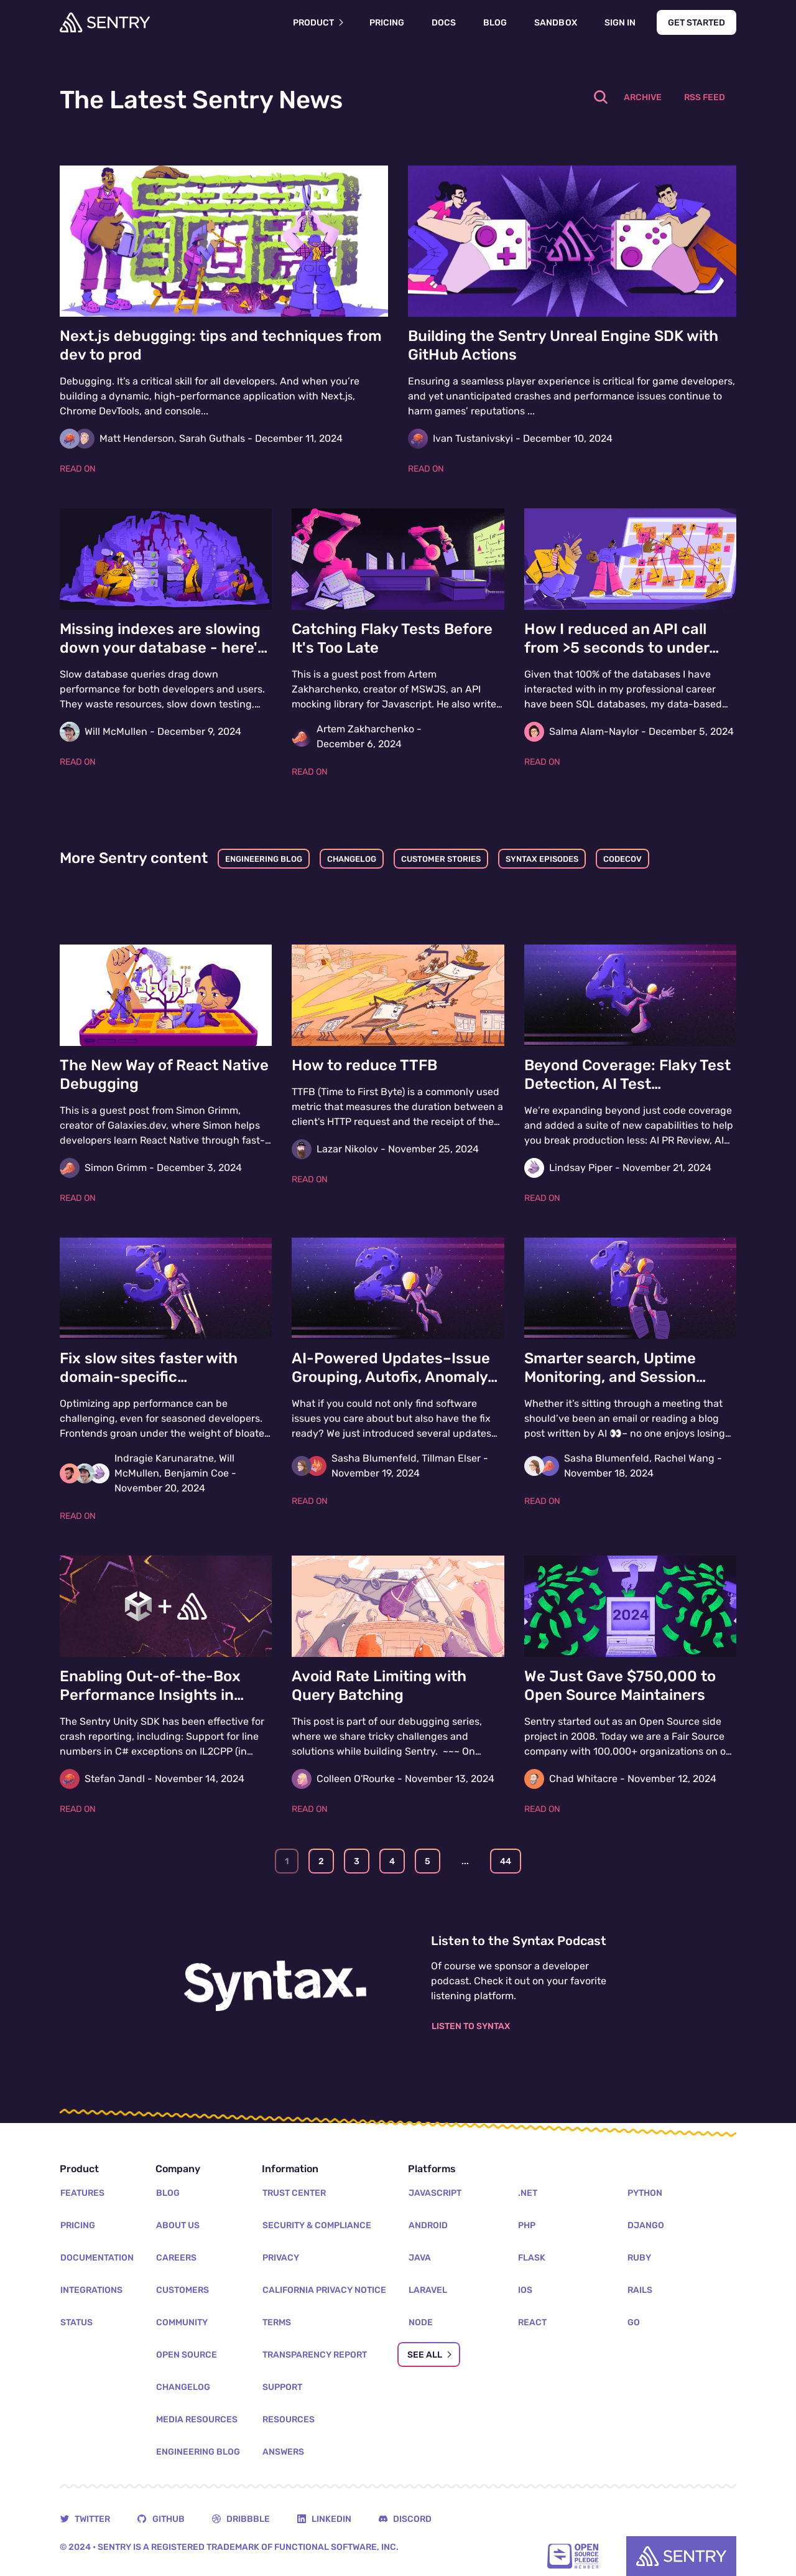 SENTRY
PRODUCT
PRICING
DOCS
BLOG
SANDBOX
SIGN IN
GET STARTED
The Latest Sentry News
ARCHIVE
RSS FEED
Next.js debugging: tips and techniques from
dev to prod
Debugging. It's a critical skill for all developers. And when you're
building a dynamic, high-performance application with Next.js,
Chrome DevTools, and console...
Matt Henderson, Sarah Guthals - December 11, 2024
READ ON
Building the Sentry Unreal Engine SDK with
GitHub Actions
Ensuring a seamless player experience is critical for game developers,
and yet unanticipated crashes and performance issues continue to
harm games' reputations ...
Ivan Tustanivskyi - December 10, 2024
READ ON
Missing indexes are slowing
down your database - here'...
Slow database queries drag down
performance for both developers and users.
They waste resources, slow down testing,...
Will McMullen - December 9, 2024
READ ON
Catching Flaky Tests Before
It's Too Late
This is a guest post from Artem
Zakharchenko, creator of MSWJS, an API
mocking library for Javascript. He also write...
Artem Zakharchenko -
December 6, 2024
READ ON
How I reduced an API call
from >5 seconds to under...
Given that 100% of the databases I have
interacted with in my professional career
have been SQL databases, my data-based...
Salma Alam-Naylor - December 5, 2024
READ ON
More Sentry content
ENGINEERING BLOG
CHANGELOG
CUSTOMER STORIES
SYNTAX EPISODES
CODECOV
The New Way of React Native
Debugging
This is a guest post from Simon Grimm,
creator of Galaxies.dev, where Simon helps
developers learn React Native through fast-...
Simon Grimm - December 3, 2024
READ ON
How to reduce TTFB
TTFB (Time to First Byte) is a commonly used
metric that measures the duration between a
client's HTTP request and the receipt of the...
Lazar Nikolov - November 25, 2024
READ ON
4
Beyond Coverage: Flaky Test
Detection, AI Test...
We're expanding beyond just code coverage
and added a suite of new capabilities to help
you break production less: AI PR Review, AI...
Lindsay Piper - November 21, 2024
READ ON
3
Fix slow sites faster with
domain-specific...
Optimizing app performance can be
challenging, even for seasoned developers.
Frontends groan under the weight of bloate...
Indragie Karunaratne, Will
McMullen, Benjamin Coe -
November 20, 2024
READ ON
2
AI-Powered Updates–Issue
Grouping, Autofix, Anomaly...
What if you could not only find software
issues you care about but also have the fix
ready? We just introduced several updates...
Sasha Blumenfeld, Tillman Elser -
November 19, 2024
READ ON
1
Smarter search, Uptime
Monitoring, and Session...
Whether it's sitting through a meeting that
should've been an email or reading a blog
post written by AI 👀– no one enjoys losing...
Sasha Blumenfeld, Rachel Wang -
November 18, 2024
READ ON
+
Enabling Out-of-the-Box
Performance Insights in...
The Sentry Unity SDK has been effective for
crash reporting, including: Support for line
numbers in C# exceptions on IL2CPP (in...
Stefan Jandl - November 14, 2024
READ ON
Avoid Rate Limiting with
Query Batching
This post is part of our debugging series,
where we share tricky challenges and
solutions while building Sentry. ~~~ On...
Colleen O'Rourke - November 13, 2024
READ ON
2024
We Just Gave $750,000 to
Open Source Maintainers
Sentry started out as an Open Source side
project in 2008. Today we are a Fair Source
company with 100,000+ organizations on o...
Chad Whitacre - November 12, 2024
READ ON
1
2
3
4
5
...
44
Syntax.
Listen to the Syntax Podcast
Of course we sponsor a developer
podcast. Check it out on your favorite
listening platform.
LISTEN TO SYNTAX
Product
FEATURES
PRICING
DOCUMENTATION
INTEGRATIONS
STATUS
Company
BLOG
ABOUT US
CAREERS
CUSTOMERS
COMMUNITY
OPEN SOURCE
CHANGELOG
MEDIA RESOURCES
ENGINEERING BLOG
Information
TRUST CENTER
SECURITY & COMPLIANCE
PRIVACY
CALIFORNIA PRIVACY NOTICE
TERMS
TRANSPARENCY REPORT
SUPPORT
RESOURCES
ANSWERS
Platforms
JAVASCRIPT
ANDROID
JAVA
LARAVEL
NODE
.NET
PHP
FLASK
IOS
REACT
PYTHON
DJANGO
RUBY
RAILS
GO
SEE ALL
TWITTER
GITHUB
DRIBBBLE
LINKEDIN
DISCORD
© 2024 • SENTRY IS A REGISTERED TRADEMARK OF FUNCTIONAL SOFTWARE, INC.
OPEN
SOURCE
PLEDGE
MEMBER
SENTRY